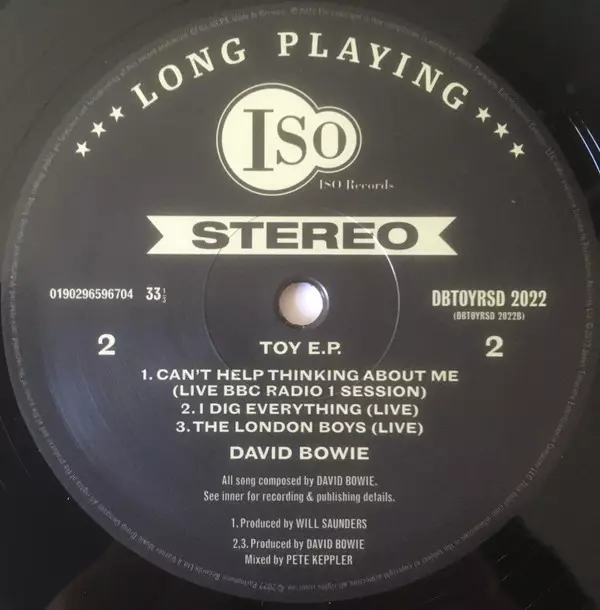 LONG PLAYING
ISO
ISO Records
STEREO
0190296596704 33⅓
DBTOYRSD 2022
(DBTOYRSD 2022B)
2 2
TOY E.P.
1. CAN'T HELP THINKING ABOUT ME
(LIVE BBC RADIO 1 SESSION)
2. I DIG EVERYTHING (LIVE)
3. THE LONDON BOYS (LIVE)
DAVID BOWIE
All song composed by DAVID BOWIE.
See inner for recording & publishing details.
1. Produced by WILL SAUNDERS
2,3. Produced by DAVID BOWIE
Mixed by PETE KEPPLER